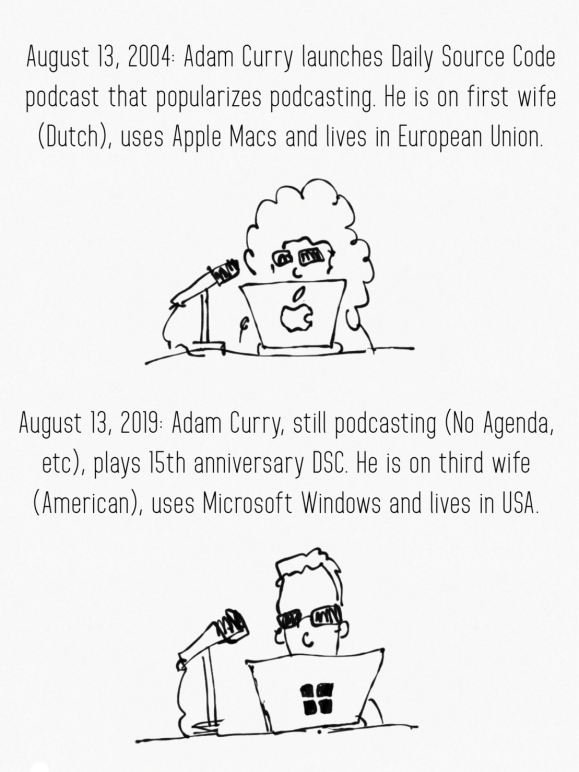 August 13, 2004: Adam Curry launches Daily Source Code
podcast that popularizes podcasting. He is on first wife
(Dutch), uses Apple Macs and lives in European Union.
August 13, 2019: Adam Curry, still podcasting (No Agenda,
etc), plays 15th anniversary DSC. He is on third wife
(American), uses Microsoft Windows and lives in USA.